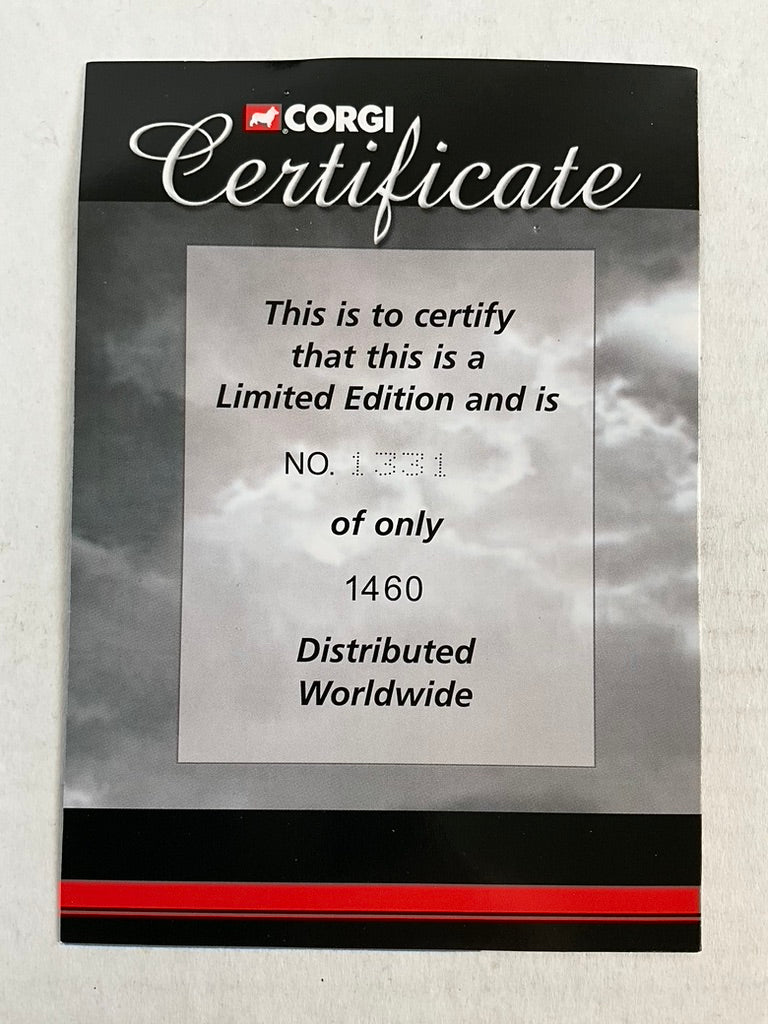 CORGI
Certificate
This is to certify
that this is a
Limited Edition and is
NO. 1331
of only
1460
Distributed
Worldwide